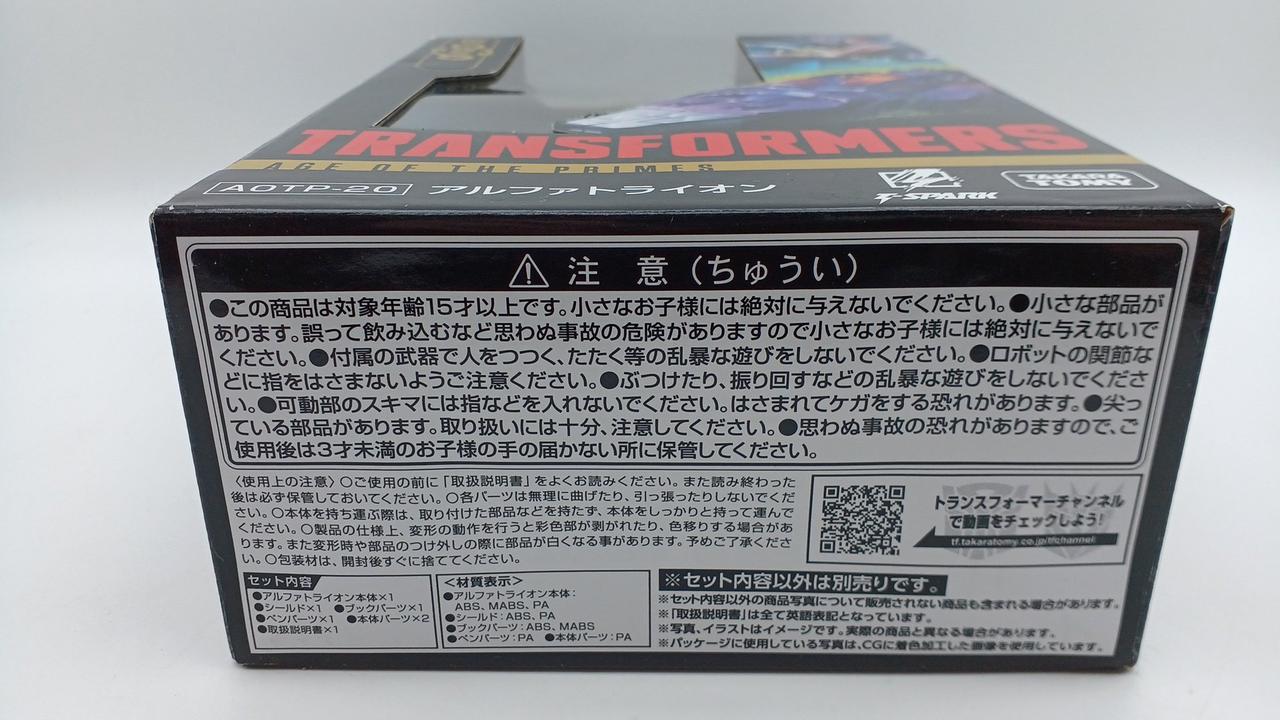 TRANSFORMERS
AGE OF THE PRIMES
AOTP-20 アルファトライオン
T-SPARK
TAKARA TOMY
注 意（ちゅうい）
●この商品は対象年齢15才以上です。小さなお子様には絶対に与えないでください。●小さな部品が
あります。誤って飲み込むなど思わぬ事故の危険がありますので小さなお子様には絶対に与えないで
ください。●付属の武器で人をつつく、たたく等の乱暴な遊びをしないでください。●ロボットの関節な
どに指をはさまないようご注意ください。●ぶつけたり、振り回すなどの乱暴な遊びをしないでくださ
い。●可動部のスキマには指などを入れないでください。はさまれてケガをする恐れがあります。●尖っ
ている部品があります。取り扱いには十分、注意してください。●思わぬ事故の恐れがありますので、ご
使用後は3才未満のお子様の手の届かない所に保管してください。
〈使用上の注意〉○ご使用の前に「取扱説明書」をよくお読みください。また読み終わった
後は必ず保管しておいてください。○各パーツは無理に曲げたり、引っ張ったりしないでく
ださい。○本体を持ち運ぶ際は、取り付けた部品などを持たず、本体をしっかりと持って運んで
ください。○製品の仕様上、変形の動作を行うと彩色部が剥がれたり、色移りする場合があ
ります。また変形時や部品のつけ外しの際に部品が白くなる事があります。予めご了承くださ
い。○包装材は、開封後すぐに捨ててください。
トランスフォーマーチャンネル
で動画をチェックしよう!
tf.takaratomy.co.jp/tfchannel
セット内容
●アルファトライオン本体×1
●シールド×1 ●ブックパーツ×1
●ペンパーツ×1 ●本体パーツ×2
●取扱説明書×1
<材質表示>
●アルファトライオン本体:
ABS、MABS、PA
●シールド:ABS、PA
●ブックパーツ:ABS、MABS
●ペンパーツ:PA ●本体パーツ:PA
※セット内容以外は別売りです。
※セット内容以外の商品写真について販売されない商品も含まれる場合があります。
※「取扱説明書」は全て英語表記となっています。
※写真、イラストはイメージです。実際の商品と異なる場合があります。
※パッケージに使用している写真は、CGに着色加工した画像を使用しています。